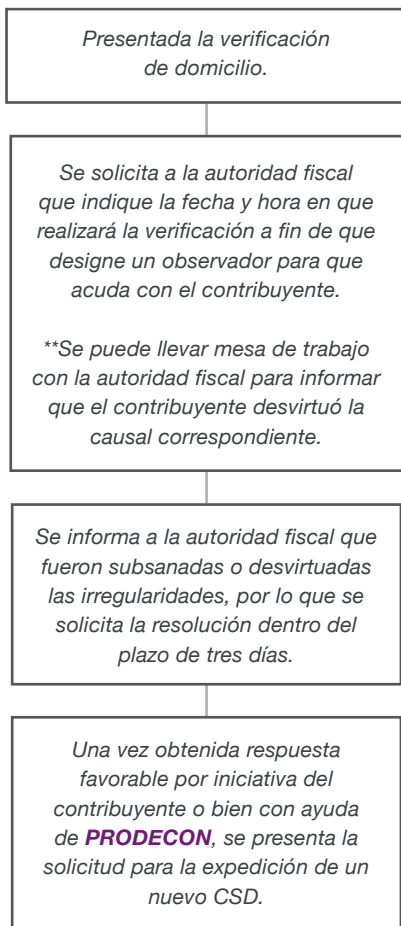 Presentada la verificación
de domicilio.
Se solicita a la autoridad fiscal
que indique la fecha y hora en que
realizará la verificación a fin de que
designe un observador para que
acuda con el contribuyente.
**Se puede llevar mesa de trabajo
con la autoridad fiscal para informar
que el contribuyente desvirtuó la
causal correspondiente.
Se informa a la autoridad fiscal que
fueron subsanadas o desvirtuadas
las irregularidades, por lo que se
solicita la resolución dentro del
plazo de tres días.
Una vez obtenida respuesta
favorable por iniciativa del
contribuyente o bien con ayuda
de PRODECON, se presenta la
solicitud para la expedición de un
nuevo CSD.